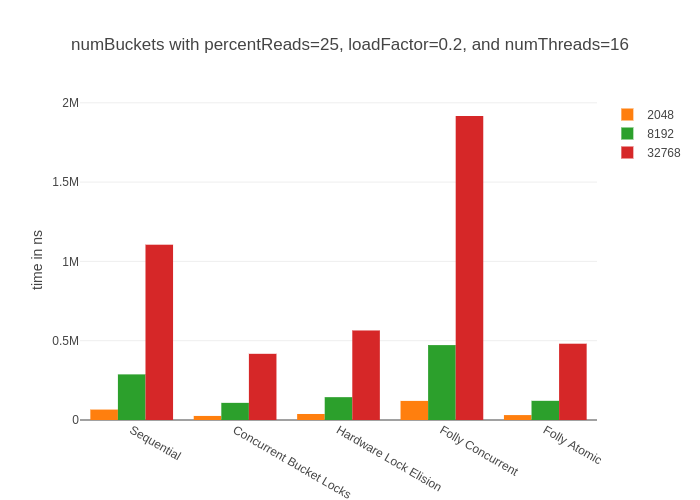 numBuckets with percentReads=25, loadFactor=0.2, and numThreads=16
2M
1.5M
1M
0.5M
0
time in ns
2048
8192
32768
Sequential
Concurrent Bucket Locks
Hardware Lock Elision
Folly Concurrent
Folly Atomic